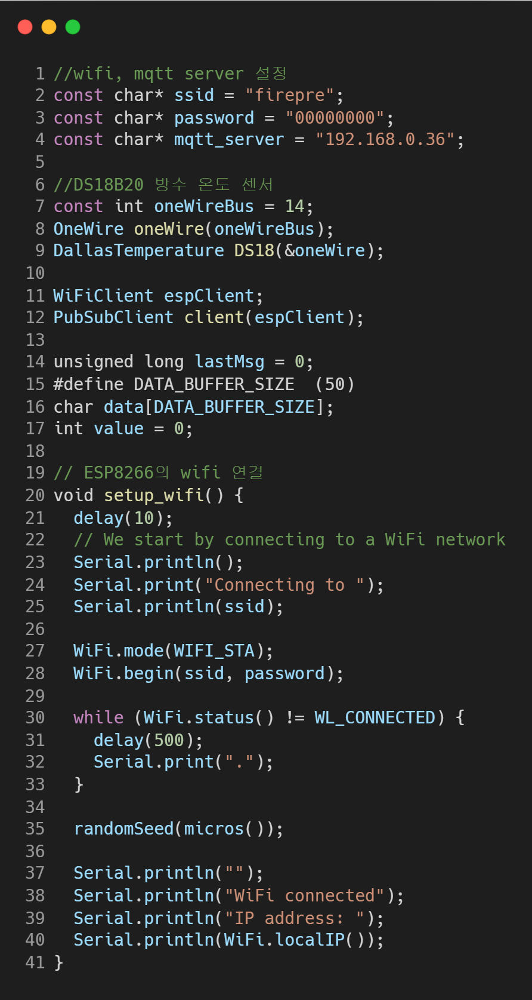 1 //wifi, mqtt server 설정
2 const char* ssid = "firepre";
3 const char* password = "00000000";
4 const char* mqtt_server = "192.168.0.36";
5
6 //DS18B20 방수 온도 센서
7 const int oneWireBus = 14;
8 OneWire oneWire(oneWireBus);
9 DallasTemperature DS18(&oneWire);
10
11 WiFiClient espClient;
12 PubSubClient client(espClient);
13
14 unsigned long lastMsg = 0;
15 #define DATA_BUFFER_SIZE  (50)
16 char data[DATA_BUFFER_SIZE];
17 int value = 0;
18
19 // ESP8266의 wifi 연결
20 void setup_wifi() {
21   delay(10);
22   // We start by connecting to a WiFi network
23   Serial.println();
24   Serial.print("Connecting to ");
25   Serial.println(ssid);
26
27   WiFi.mode(WIFI_STA);
28   WiFi.begin(ssid, password);
29
30   while (WiFi.status() != WL_CONNECTED) {
31     delay(500);
32     Serial.print(".");
33   }
34
35   randomSeed(micros());
36
37   Serial.println("");
38   Serial.println("WiFi connected");
39   Serial.println("IP address: ");
40   Serial.println(WiFi.localIP());
41 }